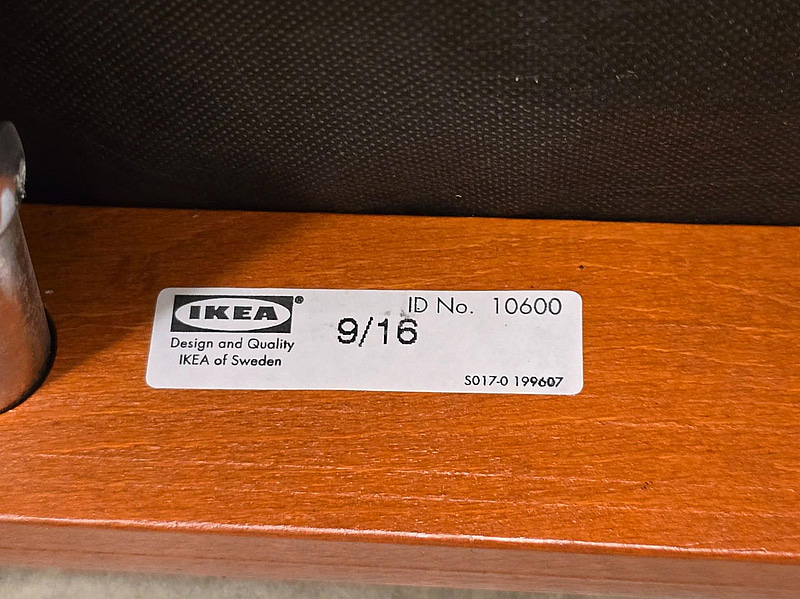 IKEA®
Design and Quality
IKEA of Sweden
9/16
ID No. 10600
S017-0 199607